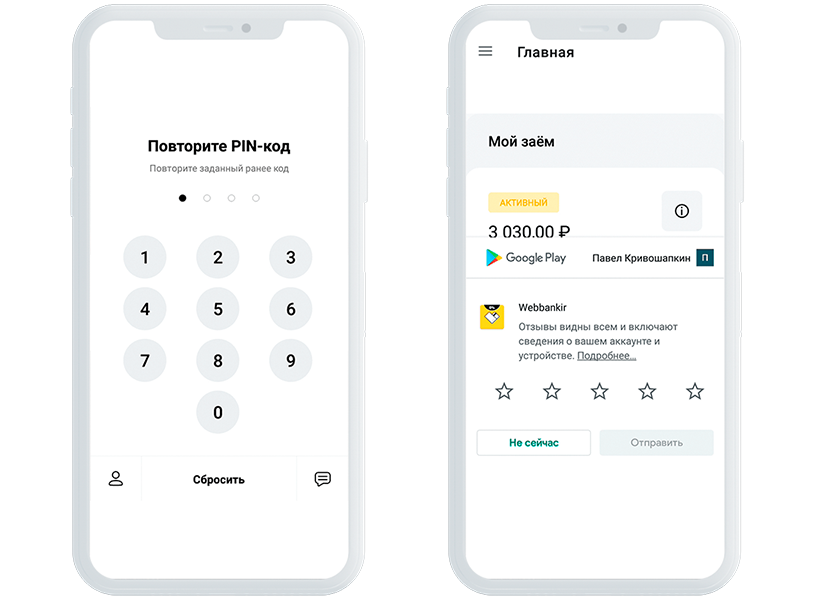 Повторите PIN-код
Повторите заданный ранее код
1 2 3
4 5 6
7 8 9
0
Сбросить
Главная
Мой заём
АКТИВНЫЙ
3 030,00 ₽
Google Play
Павел Кривошапкин
П
Webbankir
Отзывы видны всем и включают
сведения о вашем аккаунте и
устройстве. Подробнее...
Не сейчас
Отправить